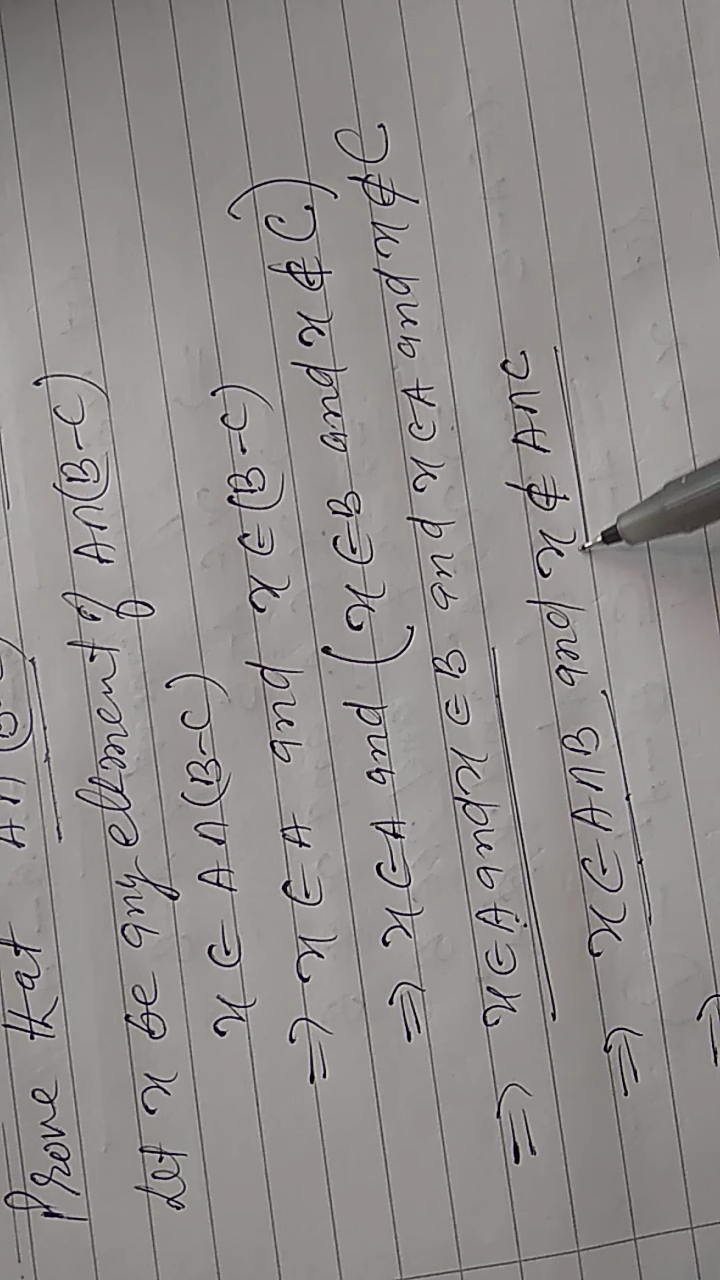 Prove that A∩(B-C)
Let x be any element of A∩(B-C)
x ∈ A∩(B-C)
⇒ x ∈ A and x ∈ (B-C)
⇒ x ∈ A and (x ∈ B and x ∉ C)
⇒ x ∈ A and x ∈ B and x ∈ A and x ∉ C
⇒ x ∈ A∩B and x ∉ A∩C
⇒